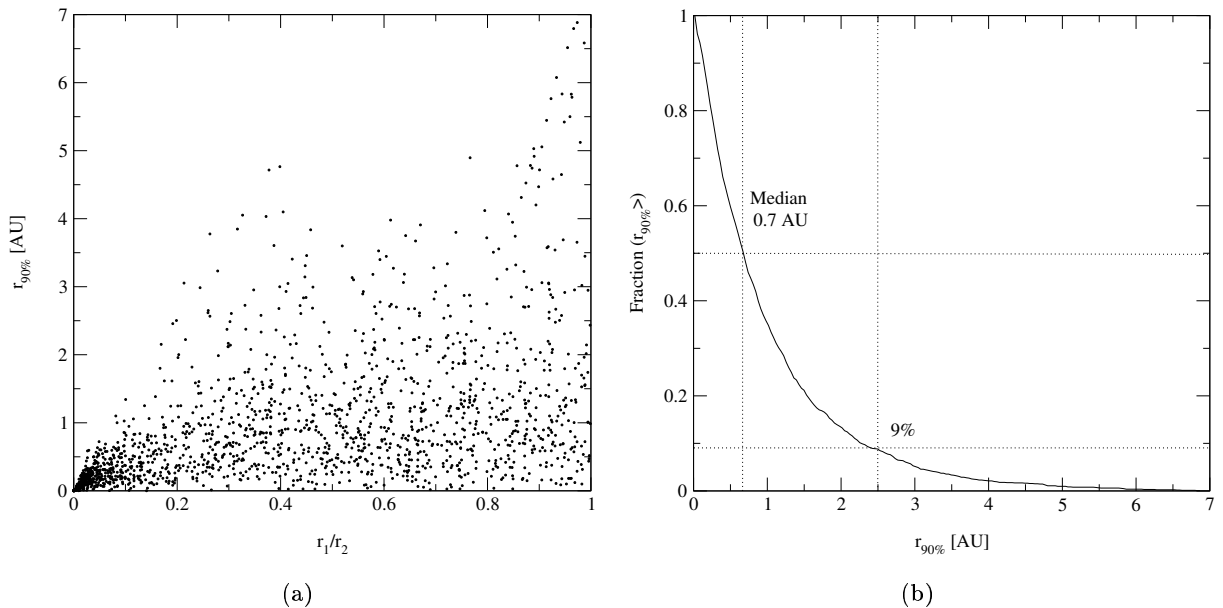 7
6
5
4
3
2
1
0
r90% [AU]
0 0.2 0.4 0.6 0.8 1
r1/r2
(a)
1
0.8
0.6
0.4
0.2
0
Fraction (r90%>)
Median
0.7 AU
9%
0 1 2 3 4 5 6 7
r90% [AU]
(b)